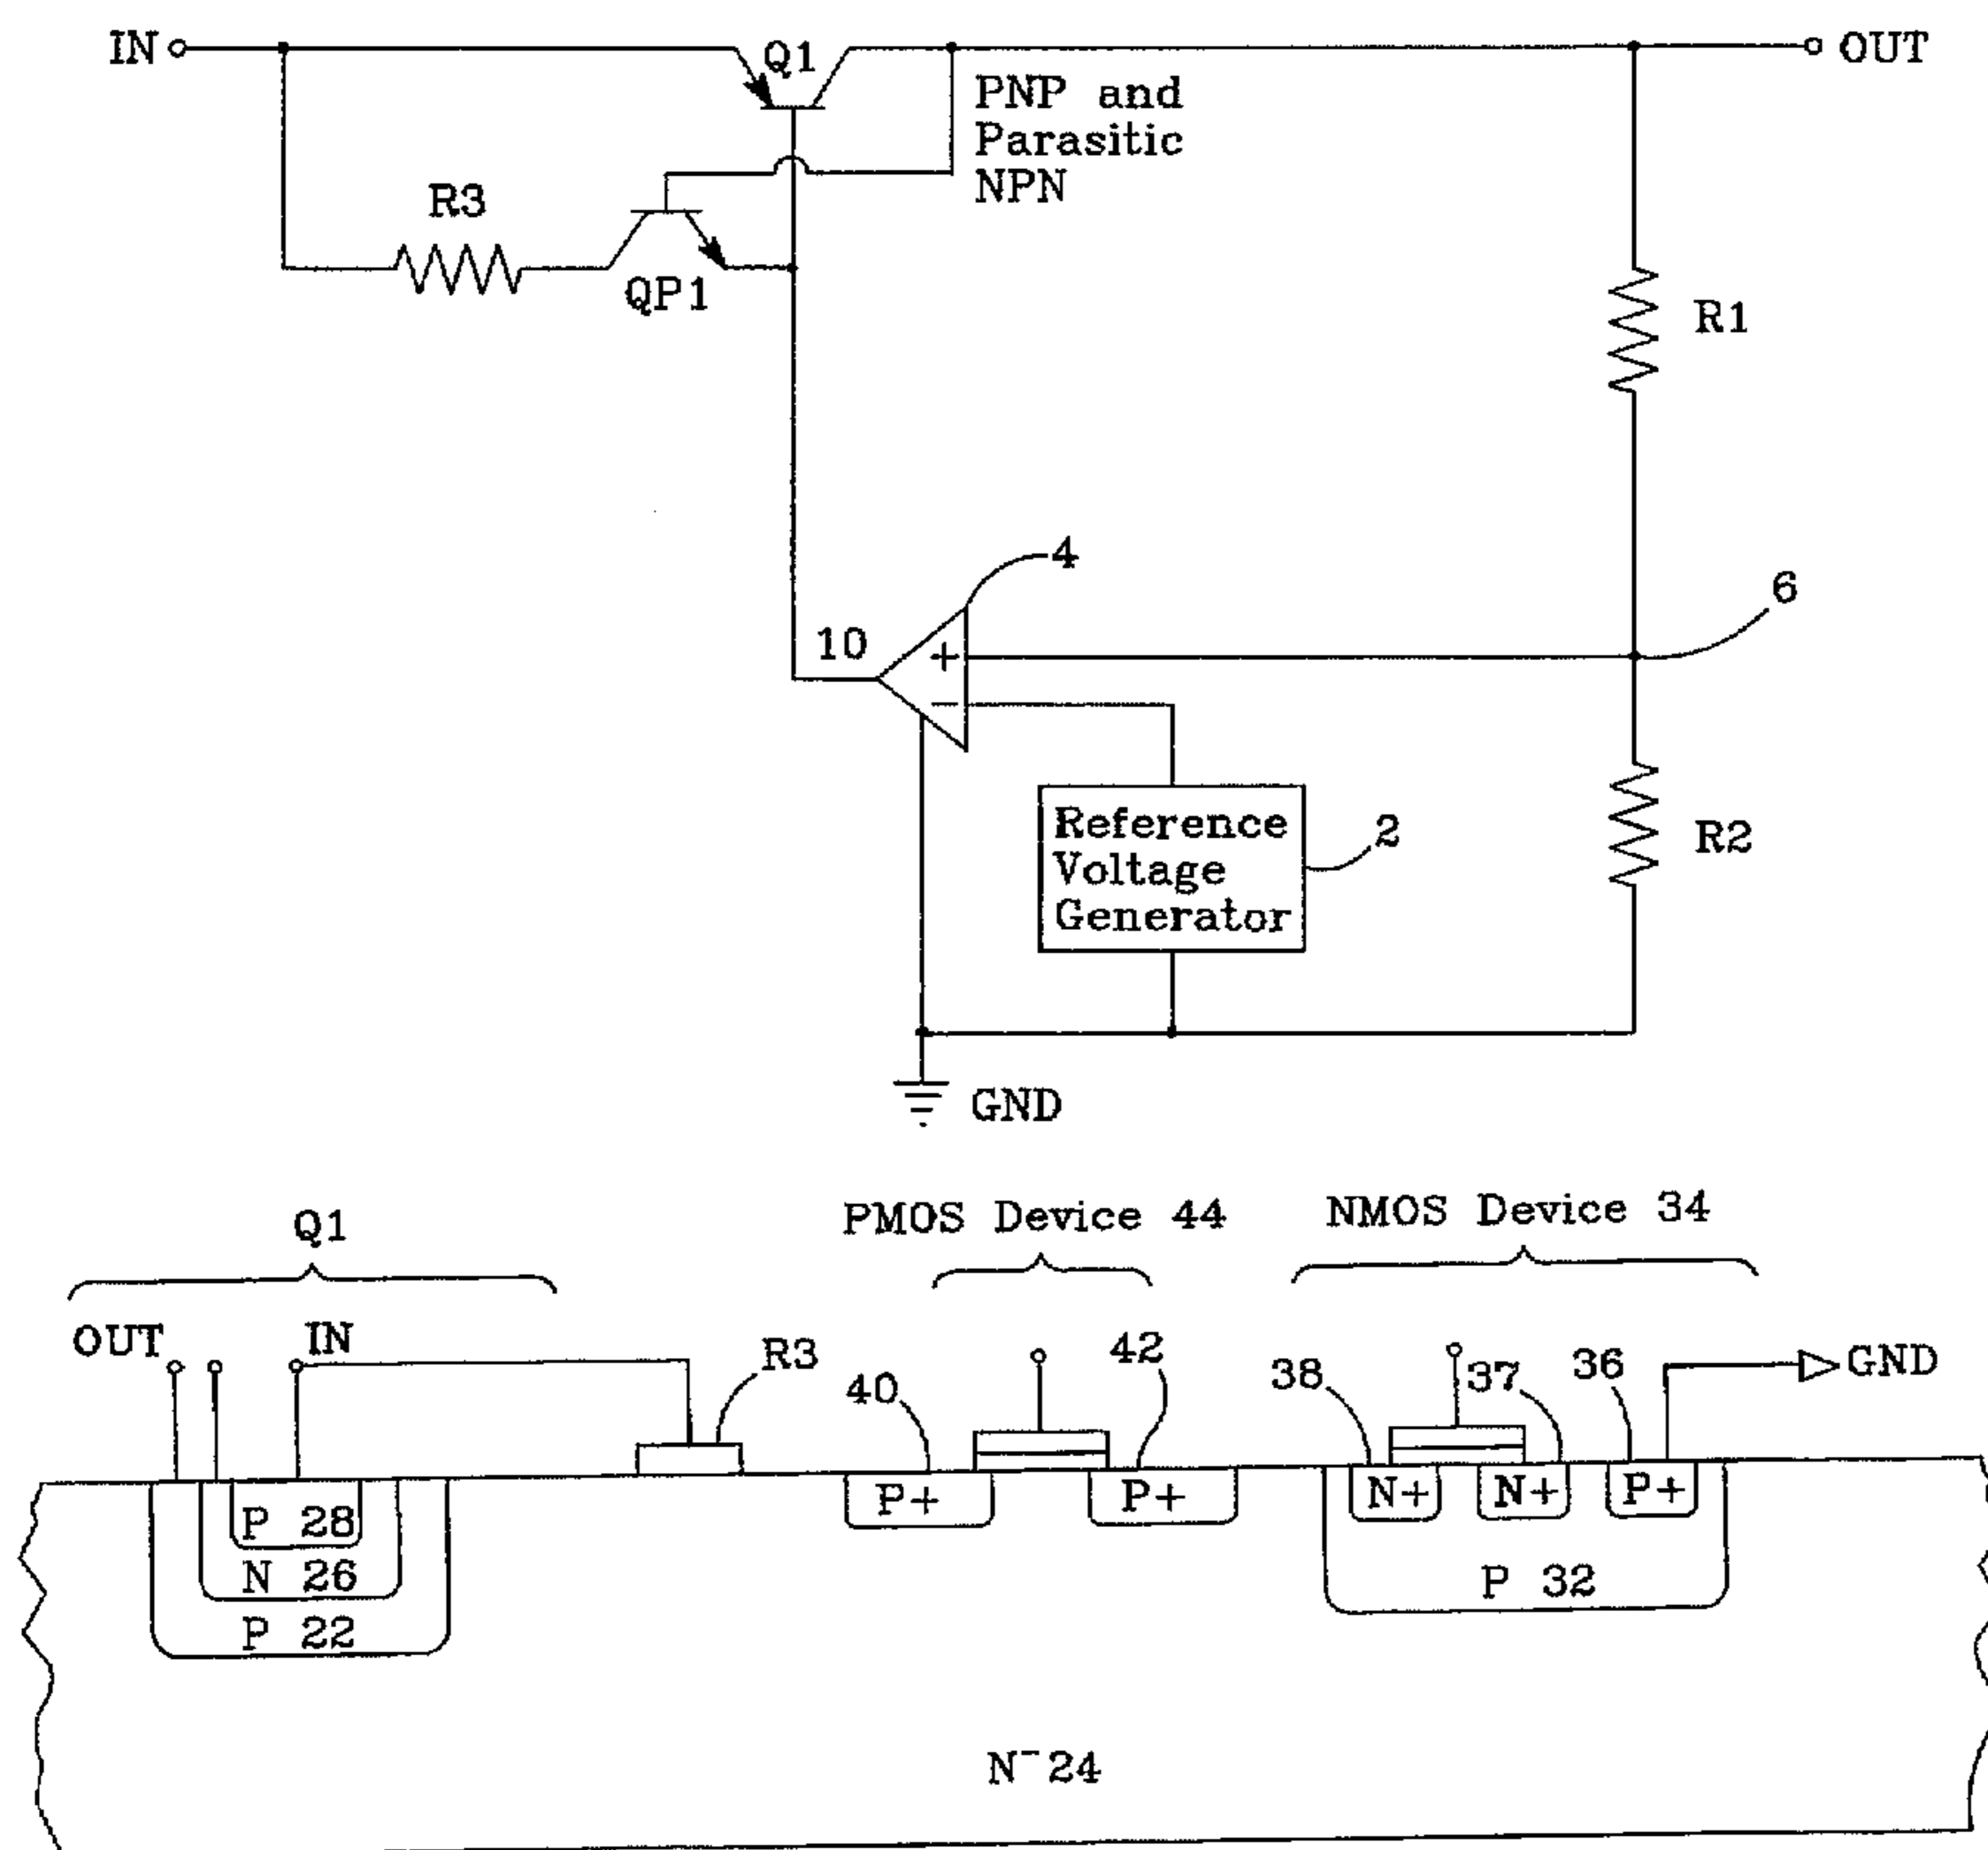 IN
Q1
OUT
PNP and
Parasitic
NPN
R3
QP1
R1
4
6
10
+
−
Reference
Voltage
Generator
2
R2
GND
Q1
PMOS Device 44
NMOS Device 34
OUT
IN
R3
40
42
38
37
36
GND
P 28
N 26
P 22
P+
P+
N+
N+
P+
P 32
N⁻24